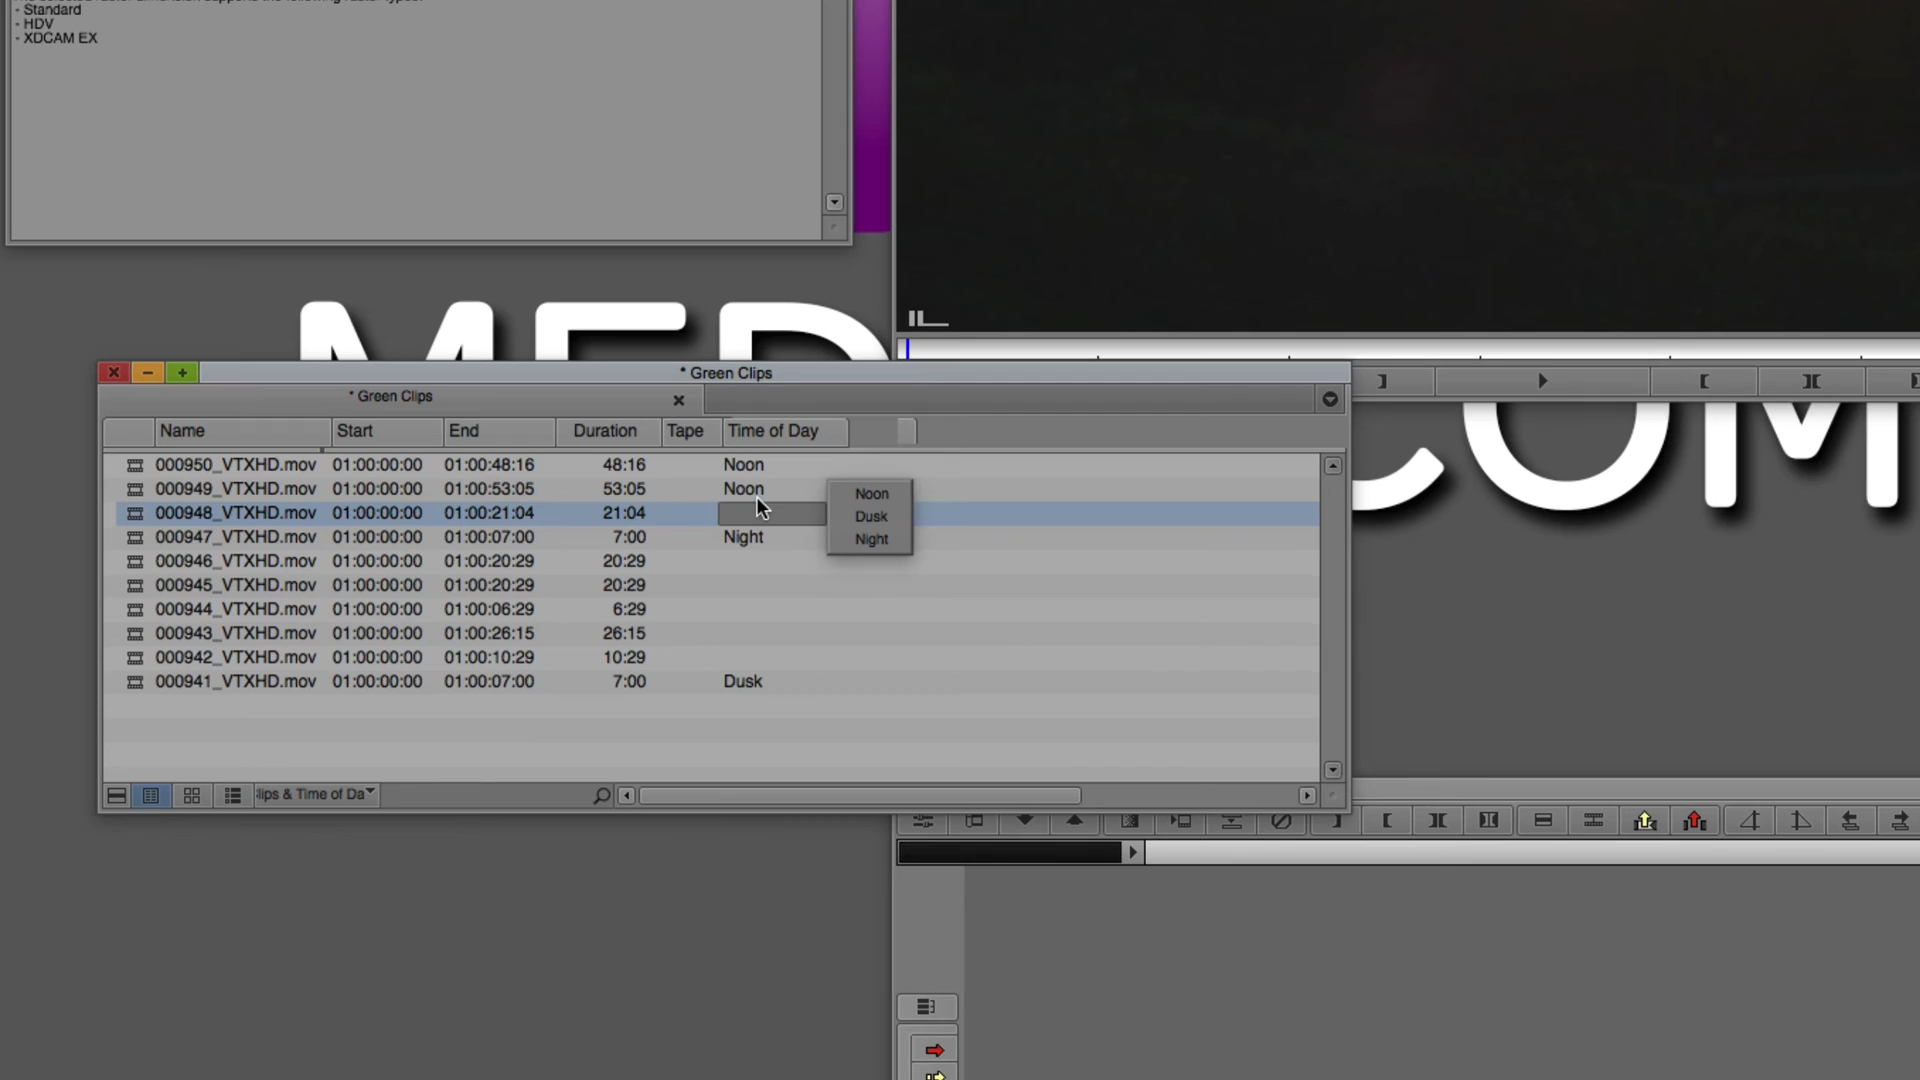 - Standard
- HDV
- XDCAM EX
MED
COM
* Green Clips
* Green Clips
Name Start End Duration Tape Time of Day
000950_VTXHD.mov 01:00:00:00 01:00:48:16 48:16 Noon
000949_VTXHD.mov 01:00:00:00 01:00:53:05 53:05 Noon
000948_VTXHD.mov 01:00:00:00 01:00:21:04 21:04
000947_VTXHD.mov 01:00:00:00 01:00:07:00 7:00 Night
000946_VTXHD.mov 01:00:00:00 01:00:20:29 20:29
000945_VTXHD.mov 01:00:00:00 01:00:20:29 20:29
000944_VTXHD.mov 01:00:00:00 01:00:06:29 6:29
000943_VTXHD.mov 01:00:00:00 01:00:26:15 26:15
000942_VTXHD.mov 01:00:00:00 01:00:10:29 10:29
000941_VTXHD.mov 01:00:00:00 01:00:07:00 7:00 Dusk
Noon
Dusk
Night
lips & Time of Da